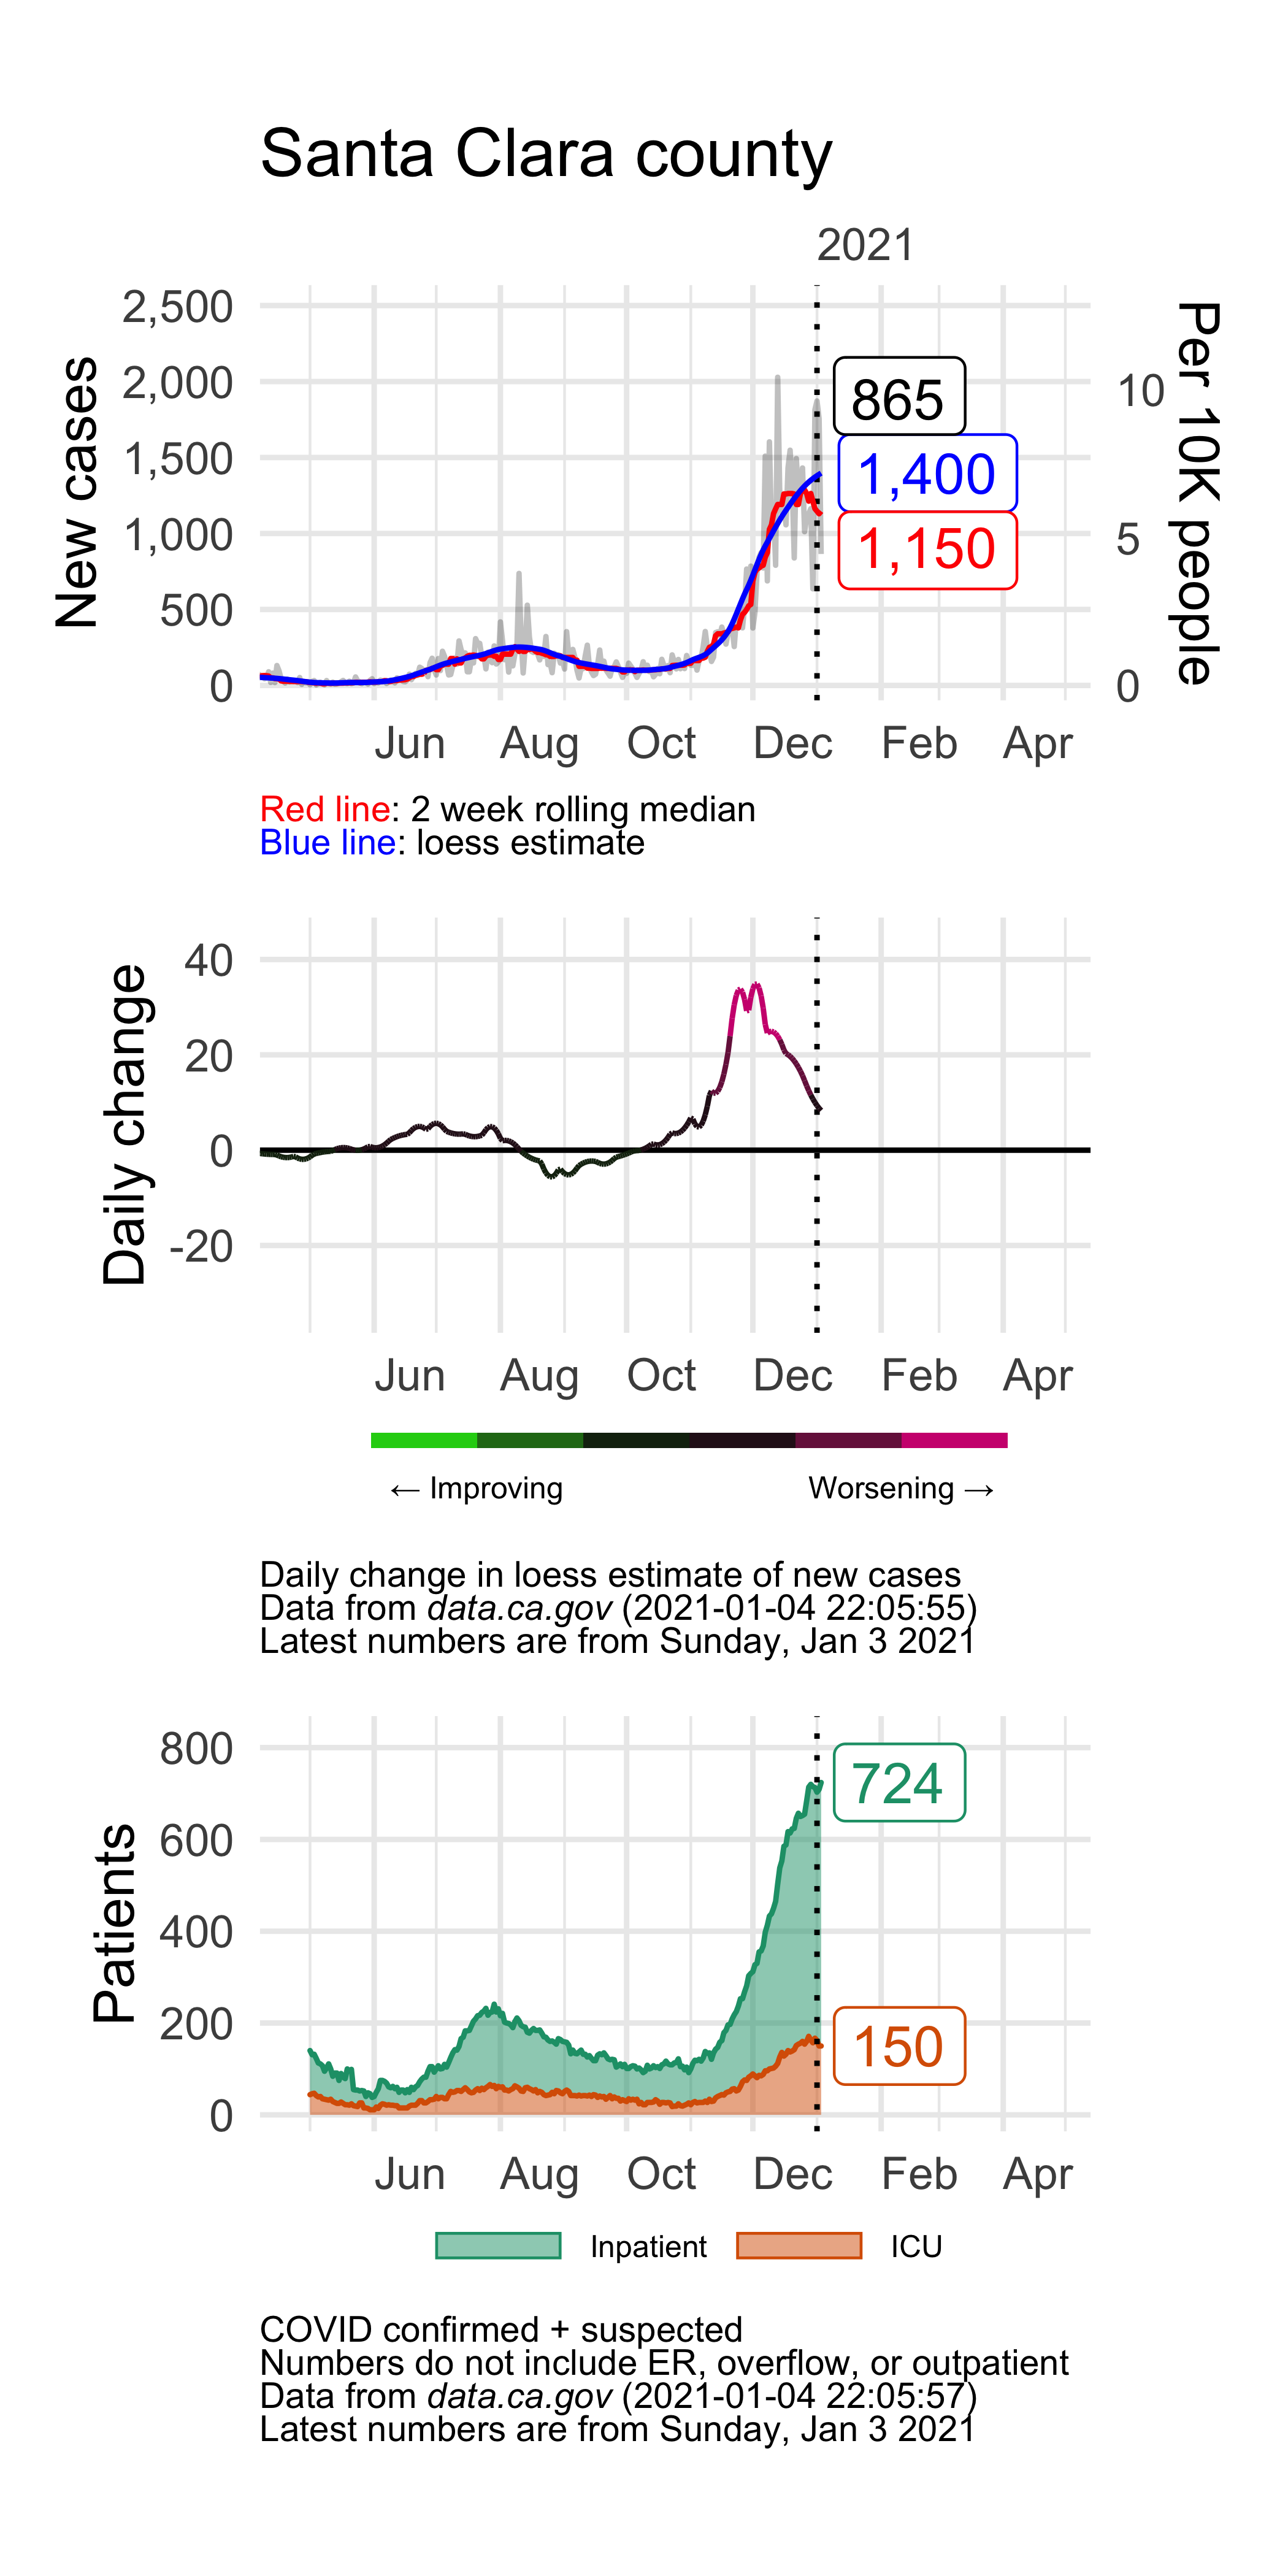 Santa Clara county
2021
New cases
2,500
2,000
1,500
1,000
500
0
865
1,400
1,150
10
5
0
Per 10K people
Jun Aug Oct Dec Feb Apr
Red line: 2 week rolling median
Blue line: loess estimate
Daily change
40
20
0
-20
Jun Aug Oct Dec Feb Apr
← Improving Worsening →
Daily change in loess estimate of new cases
Data from data.ca.gov (2021-01-04 22:05:55)
Latest numbers are from Sunday, Jan 3 2021
Patients
800
600
400
200
0
724
150
Jun Aug Oct Dec Feb Apr
Inpatient ICU
COVID confirmed + suspected
Numbers do not include ER, overflow, or outpatient
Data from data.ca.gov (2021-01-04 22:05:57)
Latest numbers are from Sunday, Jan 3 2021